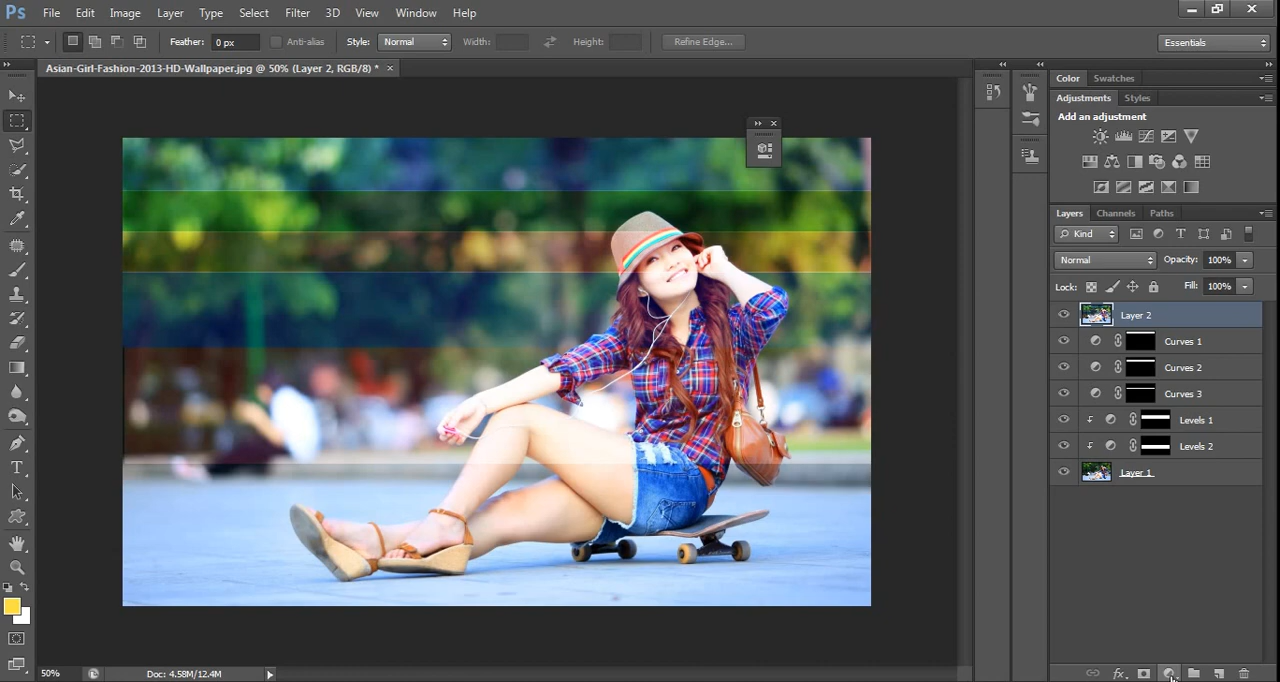 Ps File Edit Image Layer Type Select Filter 3D View Window Help
Feather: 0 px Anti-alias Style: Normal Width: Height: Refine Edge... Essentials
Asian-Girl-Fashion-2013-HD-Wallpaper.jpg @ 50% (Layer 2, RGB/8) *
Color Swatches
Adjustments Styles
Add an adjustment
Layers Channels Paths
Kind
Normal Opacity: 100%
Lock: Fill: 100%
Layer 2
Curves 1
Curves 2
Curves 3
Levels 1
Levels 2
Layer 1
50% Doc: 4.58M/12.4M